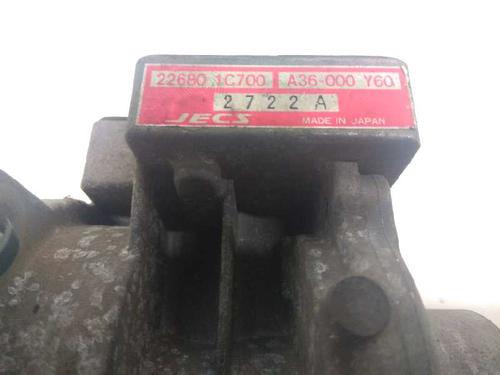 22680 1C700 A36-000 Y60
2722A
JECS MADE IN JAPAN